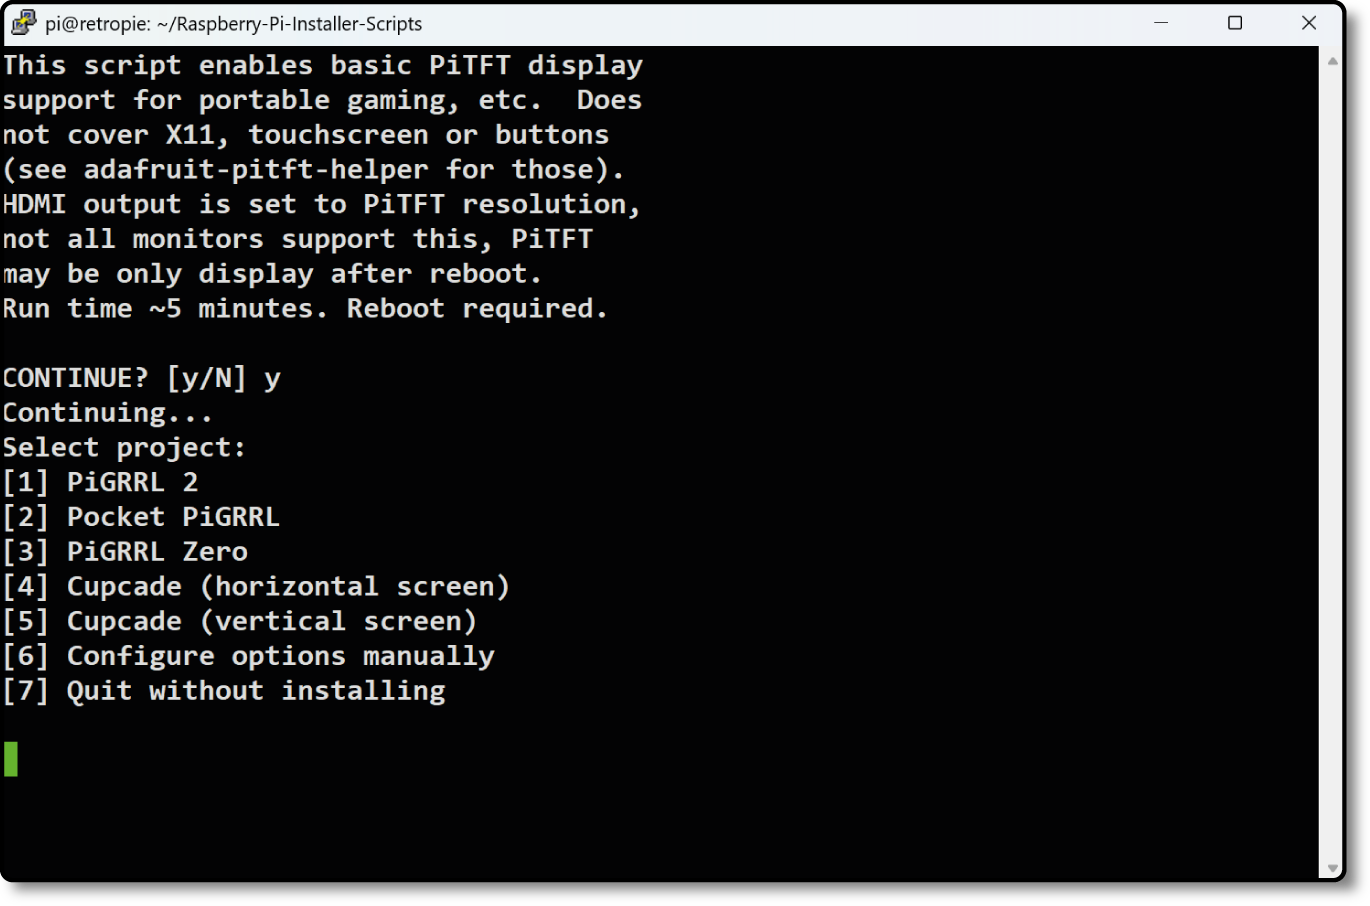 pi@retropie: ~/Raspberry-Pi-Installer-Scripts
This script enables basic PiTFT display
support for portable gaming, etc.  Does
not cover X11, touchscreen or buttons
(see adafruit-pitft-helper for those).
HDMI output is set to PiTFT resolution,
not all monitors support this, PiTFT
may be only display after reboot.
Run time ~5 minutes. Reboot required.
CONTINUE? [y/N] y
Continuing...
Select project:
[1] PiGRRL 2
[2] Pocket PiGRRL
[3] PiGRRL Zero
[4] Cupcade (horizontal screen)
[5] Cupcade (vertical screen)
[6] Configure options manually
[7] Quit without installing